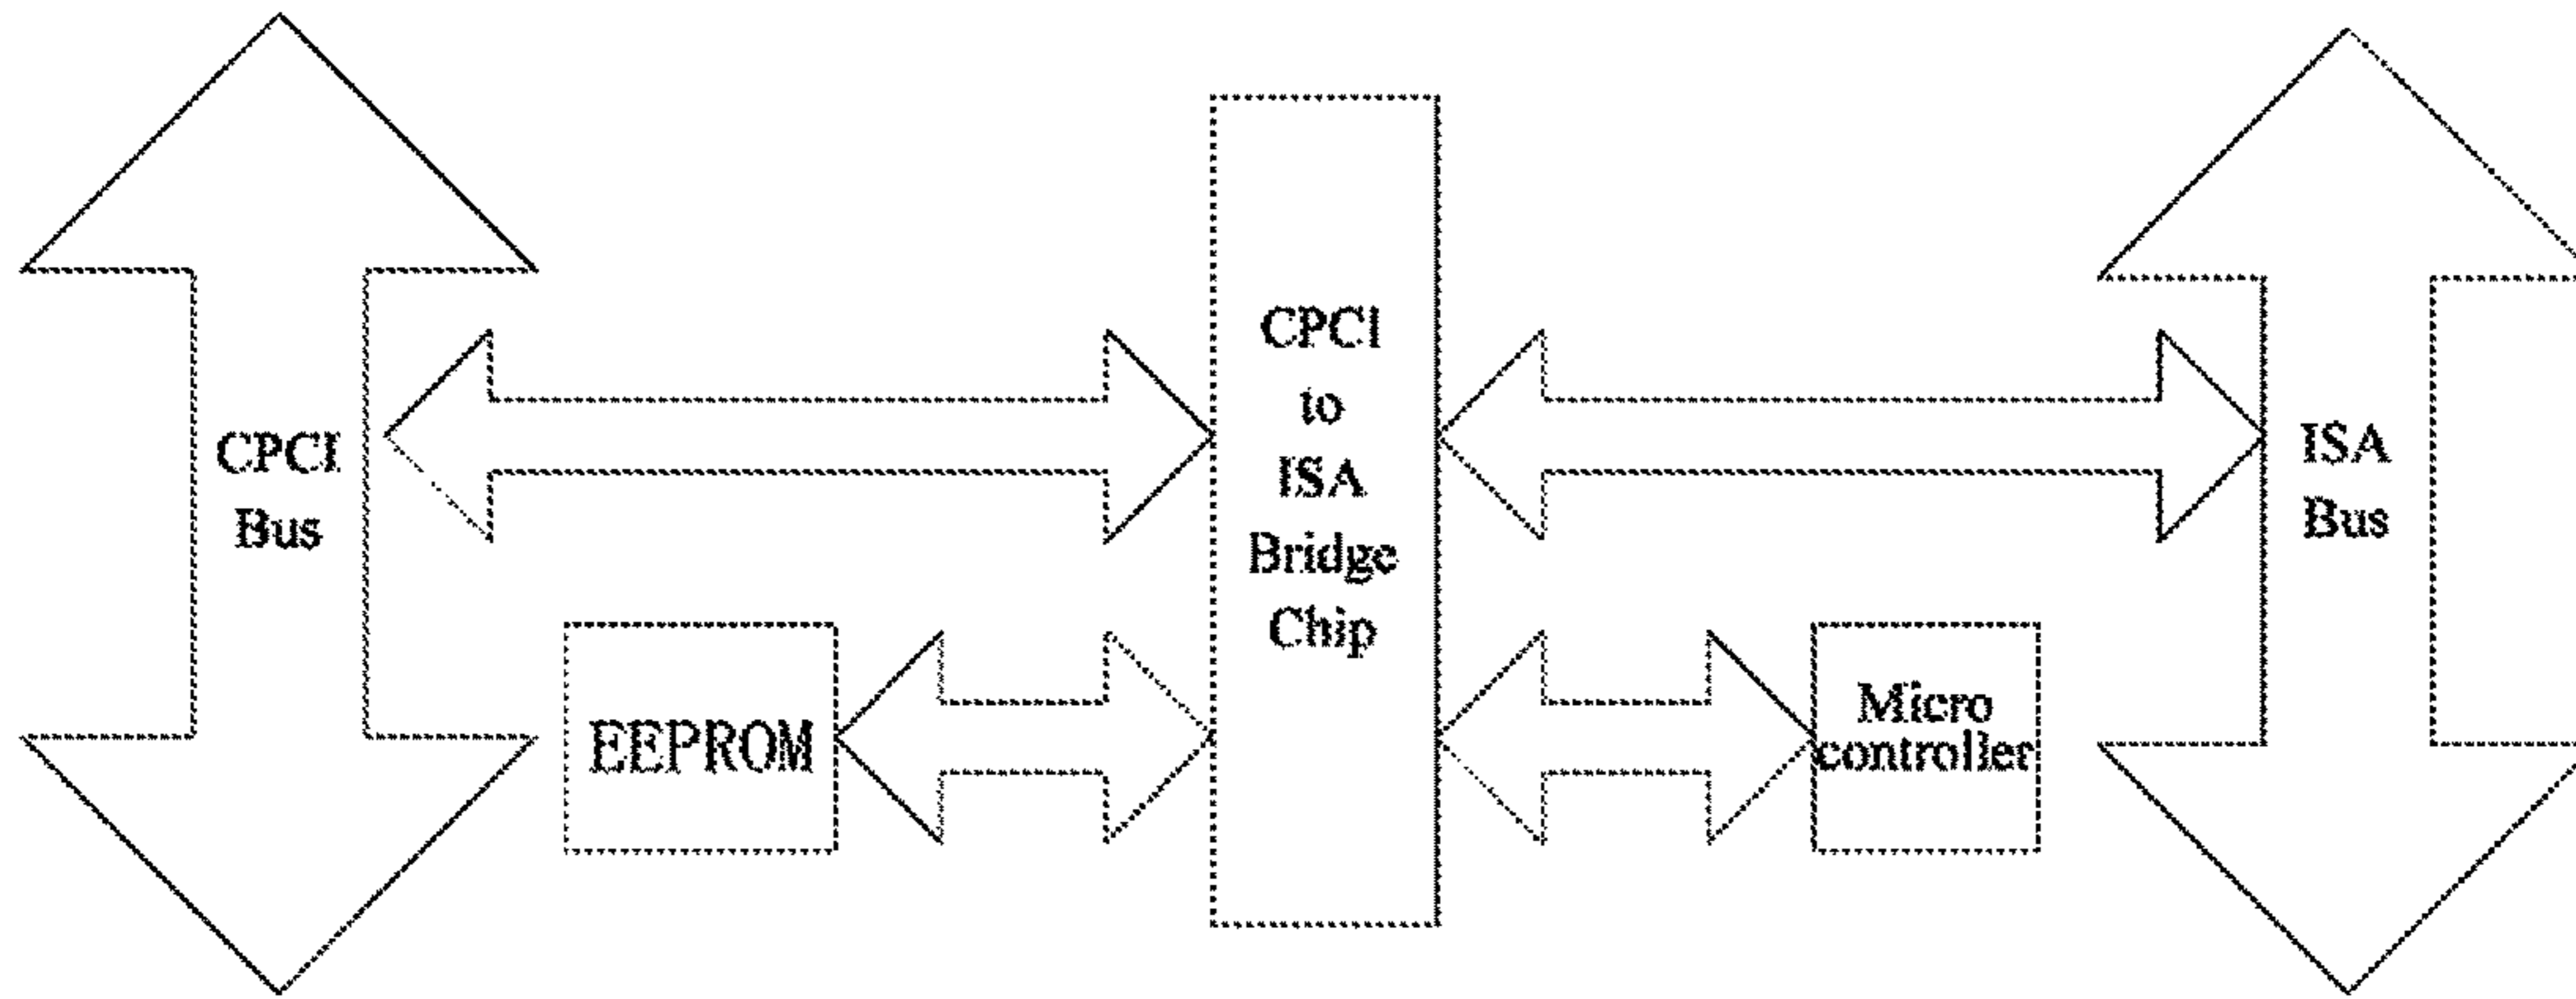 CPCI
Bus
CPCI
to
ISA
Bridge
Chip
ISA
Bus
EEPROM
Micro
controller